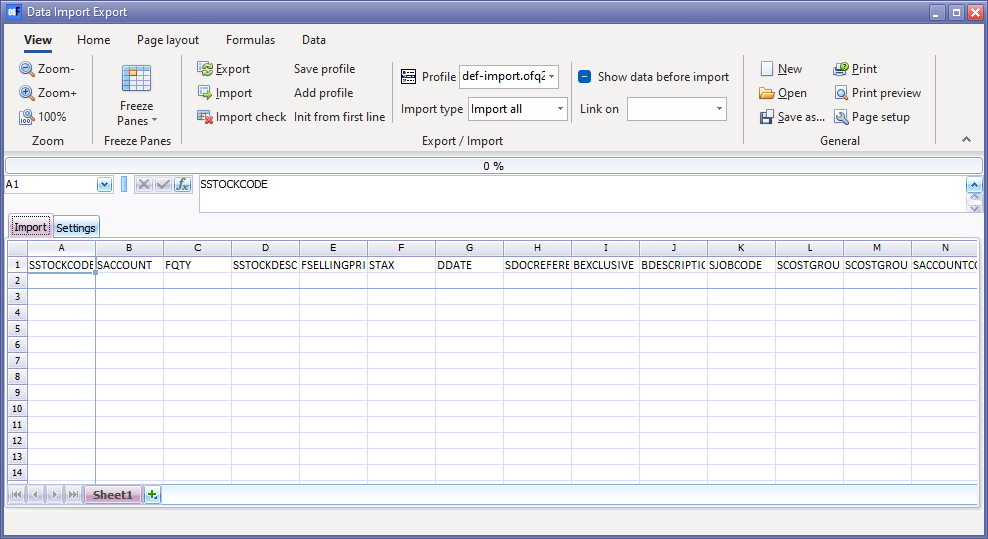 Data Import Export
View Home Page layout Formulas Data
Zoom-
Zoom+
100%
Zoom
Freeze
Panes
Freeze Panes
Export Save profile
Import Add profile
Import check Init from first line
Profile def-import.ofq2
Import type Import all
Show data before import
Link on
Export / Import
New Print
Open Print preview
Save as... Page setup
General
0 %
A1 fx SSTOCKCODE
Import Settings
A B C D E F G H I J K L M N
1 SSTOCKCODE SACCOUNT FQTY SSTOCKDESC FSELLINGPRI STAX DDATE SDOCREFERE BEXCLUSIVE BDESCRIPTIO SJOBCODE SCOSTGROU SCOSTGROU SACCOUNTCO
2
3
4
5
6
7
8
9
10
11
12
13
14
Sheet1